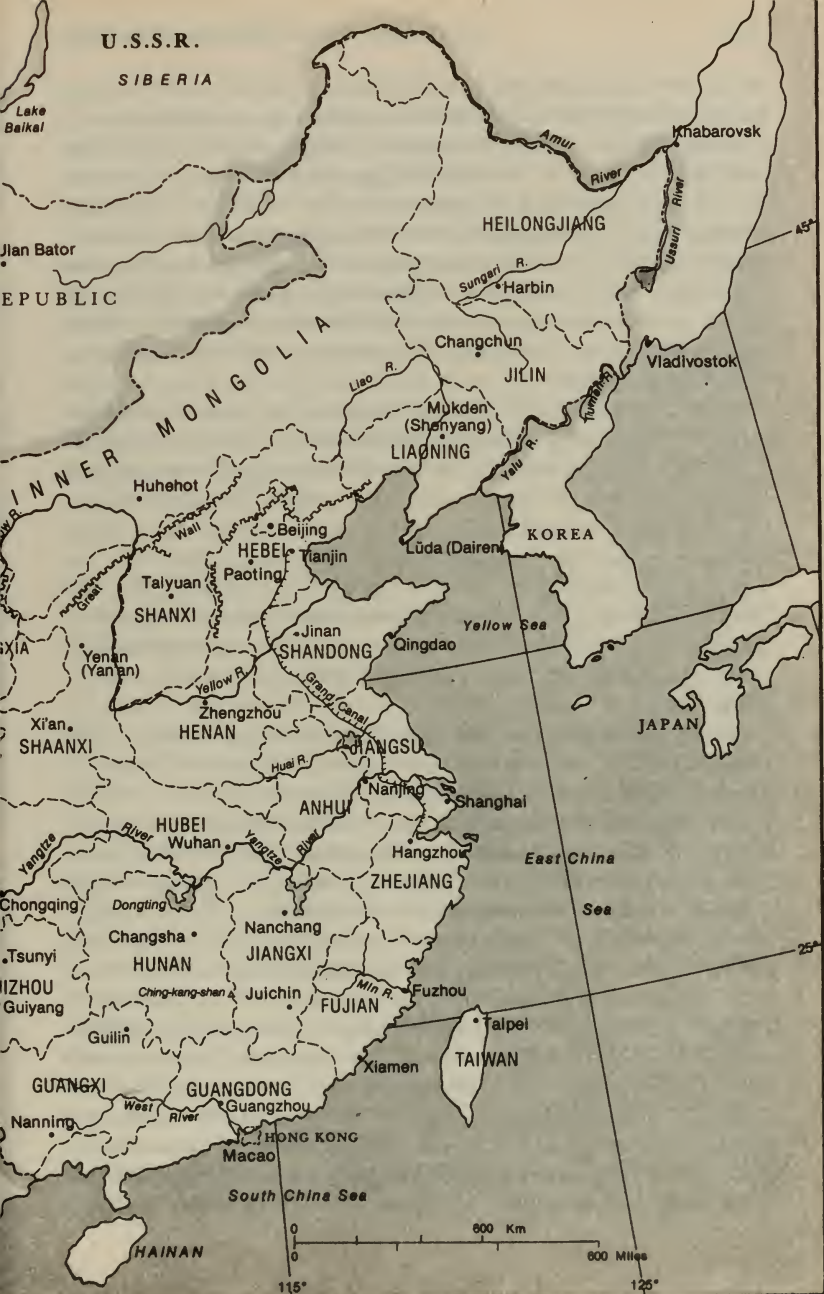 U.S.S.R.
SIBERIA
Lake
Baikal
Amur
River
Khabarovsk
Ussuri
River
45°
HEILONGJIANG
Ulan Bator
EPUBLIC
Sungari R.
Harbin
Changchun
JILIN
Vladivostok
INNER MONGOLIA
Liao R.
Tiumen R.
Mukden
(Shenyang)
LIAONING
Yalu R.
Huhehot
w R.
Wall
Great
Beijing
HEBEI
Tianjin
Paoting
Lüda (Dairen)
KOREA
Taiyuan
SHANXI
Jinan
SHANDONG
Qingdao
Yellow Sea
GXIA
Yenan
(Yan'an)
Yellow R.
Grand Canal
Zhengzhou
HENAN
JAPAN
Xi'an
SHAANXI
JIANGSU
Huai R.
Nanjing
ANHUI
Shanghai
HUBEI
Wuhan
Yangtze
River
Yangtze
River
Hangzhou
ZHEJIANG
East China
Sea
Chongqing
Dongting
Nanchang
Changsha
JIANGXI
HUNAN
Tsunyi
IZHOU
Guiyang
Ching-kang-shan
Juichin
Min R.
FUJIAN
Fuzhou
25°
Guilin
Taipei
TAIWAN
Xiamen
GUANGXI
GUANGDONG
Guangzhou
West
River
Nanning
HONG KONG
Macao
South China Sea
0 600 Km
0 600 Miles
HAINAN
115°
125°